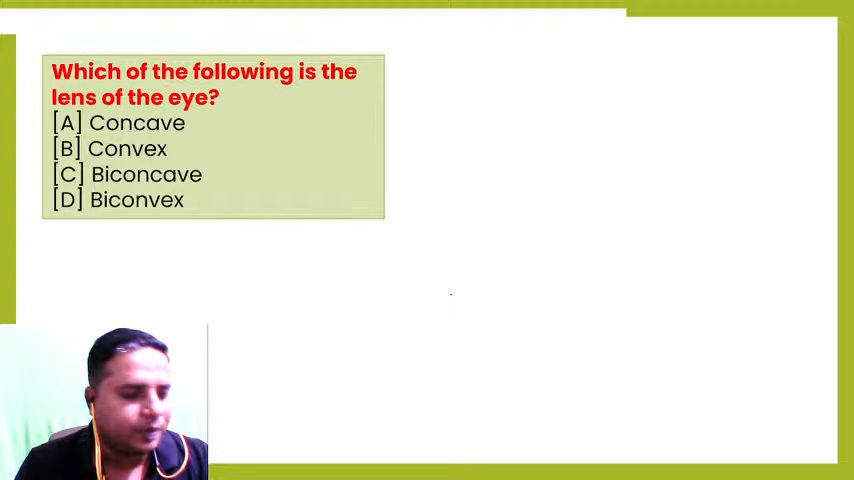 Which of the following is the
lens of the eye?
[A] Concave
[B] Convex
[C] Biconcave
[D] Biconvex